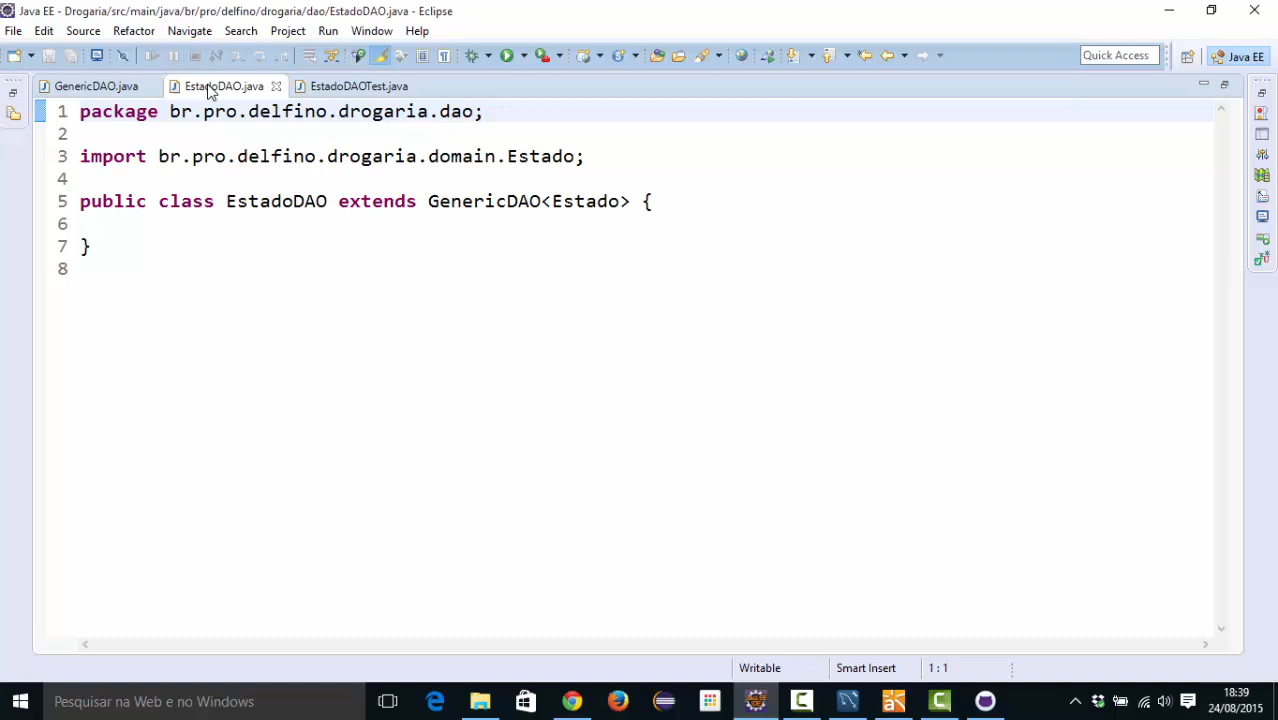 Java EE - Drogaria/src/main/java/br/pro/delfino/drogaria/dao/EstadoDAO.java - Eclipse
File Edit Source Refactor Navigate Search Project Run Window Help
Quick Access Java EE
GenericDAO.java EstadoDAO.java EstadoDAOTest.java
1 package br.pro.delfino.drogaria.dao;
2
3 import br.pro.delfino.drogaria.domain.Estado;
4
5 public class EstadoDAO extends GenericDAO<Estado> {
6
7 }
8
Writable Smart Insert 1 : 1
Pesquisar na Web e no Windows
18:39
24/08/2015